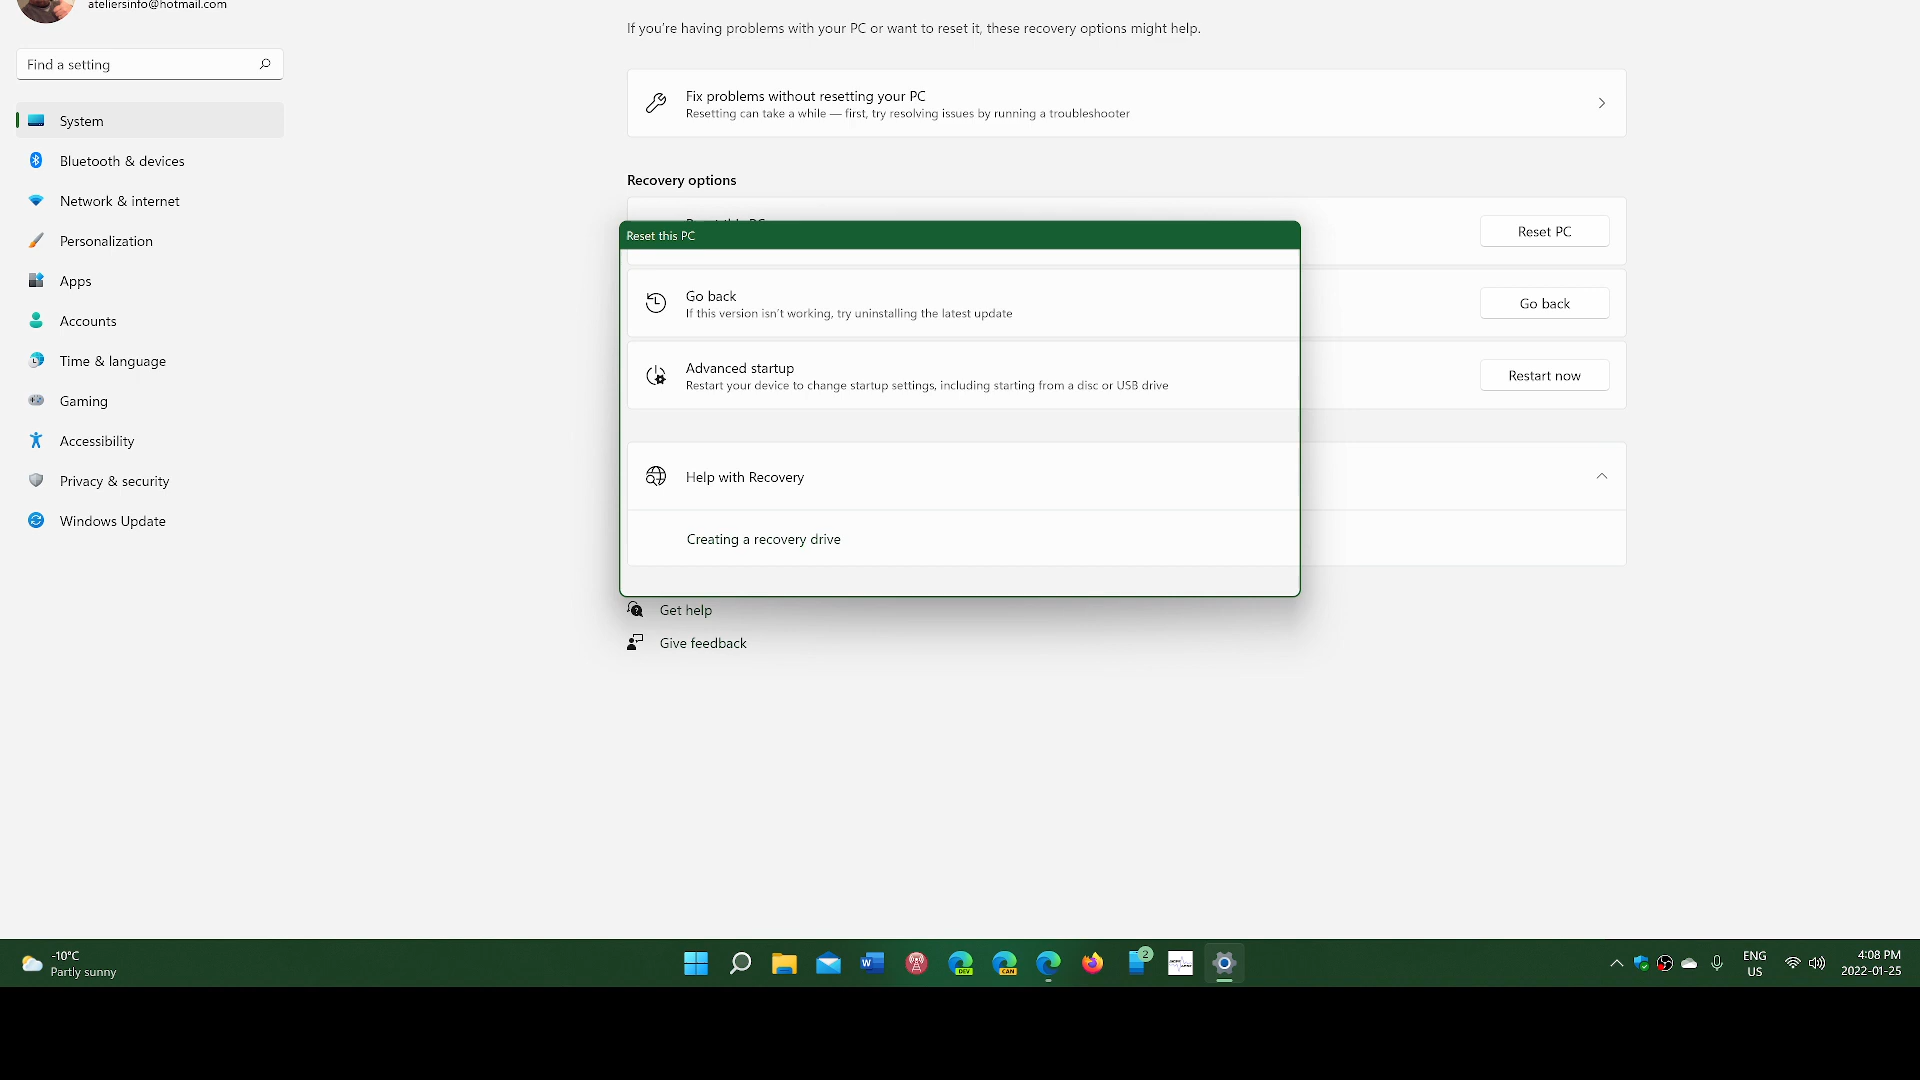 ateliersinfo@hotmail.com
If you're having problems with your PC or want to reset it, these recovery options might help.
Find a setting
Fix problems without resetting your PC
Resetting can take a while — first, try resolving issues by running a troubleshooter
System
Bluetooth & devices
Network & internet
Personalization
Apps
Accounts
Time & language
Gaming
Accessibility
Privacy & security
Windows Update
Recovery options
Reset PC
Reset this PC
Go back
If this version isn't working, try uninstalling the latest update
Go back
Advanced startup
Restart your device to change startup settings, including starting from a disc or USB drive
Restart now
Help with Recovery
Creating a recovery drive
Get help
Give feedback
-10°C
Partly sunny
W
DEV
CAN
2
ENG
US
4:08 PM
2022-01-25